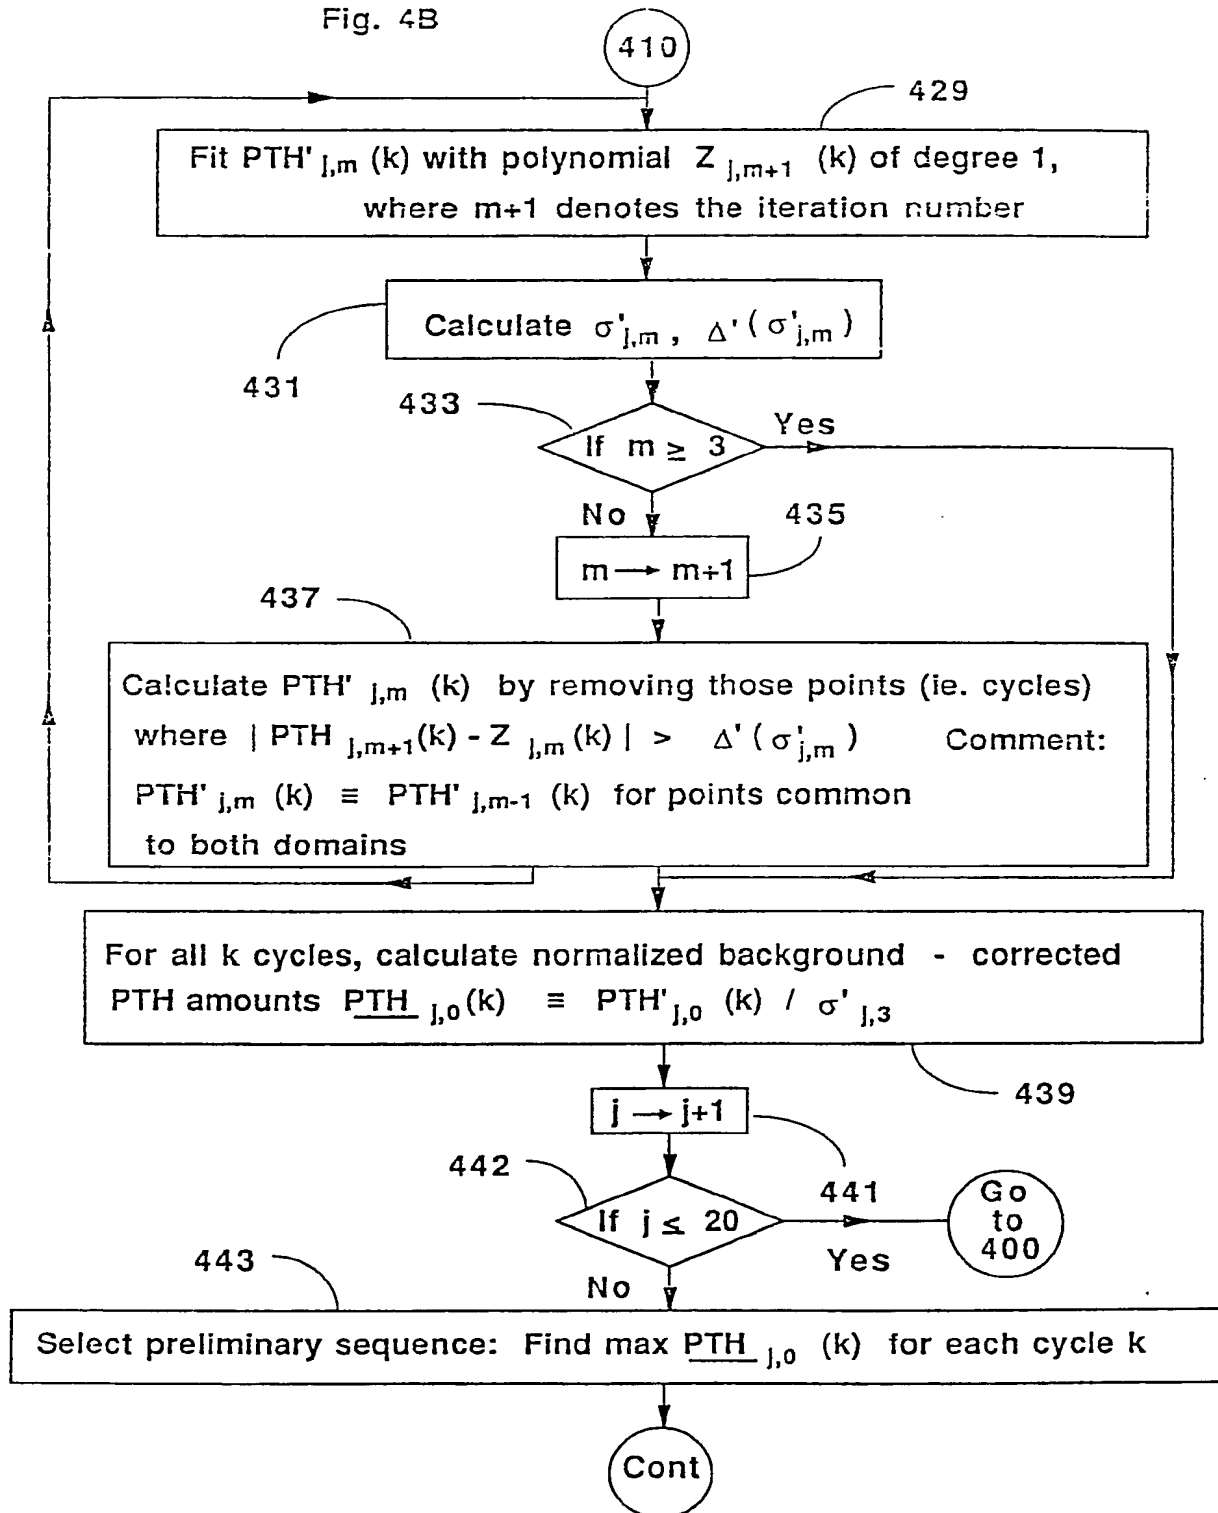 Fig. 4B
410
429
Fit PTH'j,m (k) with polynomial Z j,m+1 (k) of degree 1,
where m+1 denotes the iteration number
Calculate σ'j,m , Δ'(σ'j,m)
431
433
Yes
If m ≥ 3
No
435
m → m+1
437
Calculate PTH' j,m (k) by removing those points (ie. cycles)
where | PTH j,m+1(k) - Z j,m(k) | > Δ'(σ'j,m) Comment:
PTH' j,m (k) ≡ PTH' j,m-1 (k) for points common
to both domains
For all k cycles, calculate normalized background - corrected
PTH amounts PTH j,0(k) ≡ PTH' j,0 (k) / σ' j,3
439
j → j+1
441
442
If j ≤ 20
Yes
Go
to
400
443
No
Select preliminary sequence: Find max PTH j,0 (k) for each cycle k
Cont